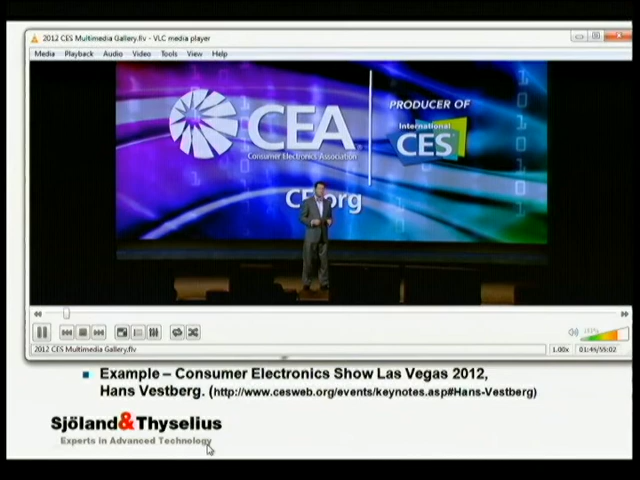 2012 CES Multimedia Gallery.flv - VLC media player
Media Playback Audio Video Tools View Help
CEA
Consumer Electronics Association
PRODUCER OF
International
CES
2012 CES Multimedia Gallery.flv
1.00x
01:49/55:02
Example – Consumer Electronics Show Las Vegas 2012,
Hans Vestberg. (http://www.cesweb.org/events/keynotes.asp#Hans-Vestberg)
Sjöland&Thyselius
Experts in Advanced Technology